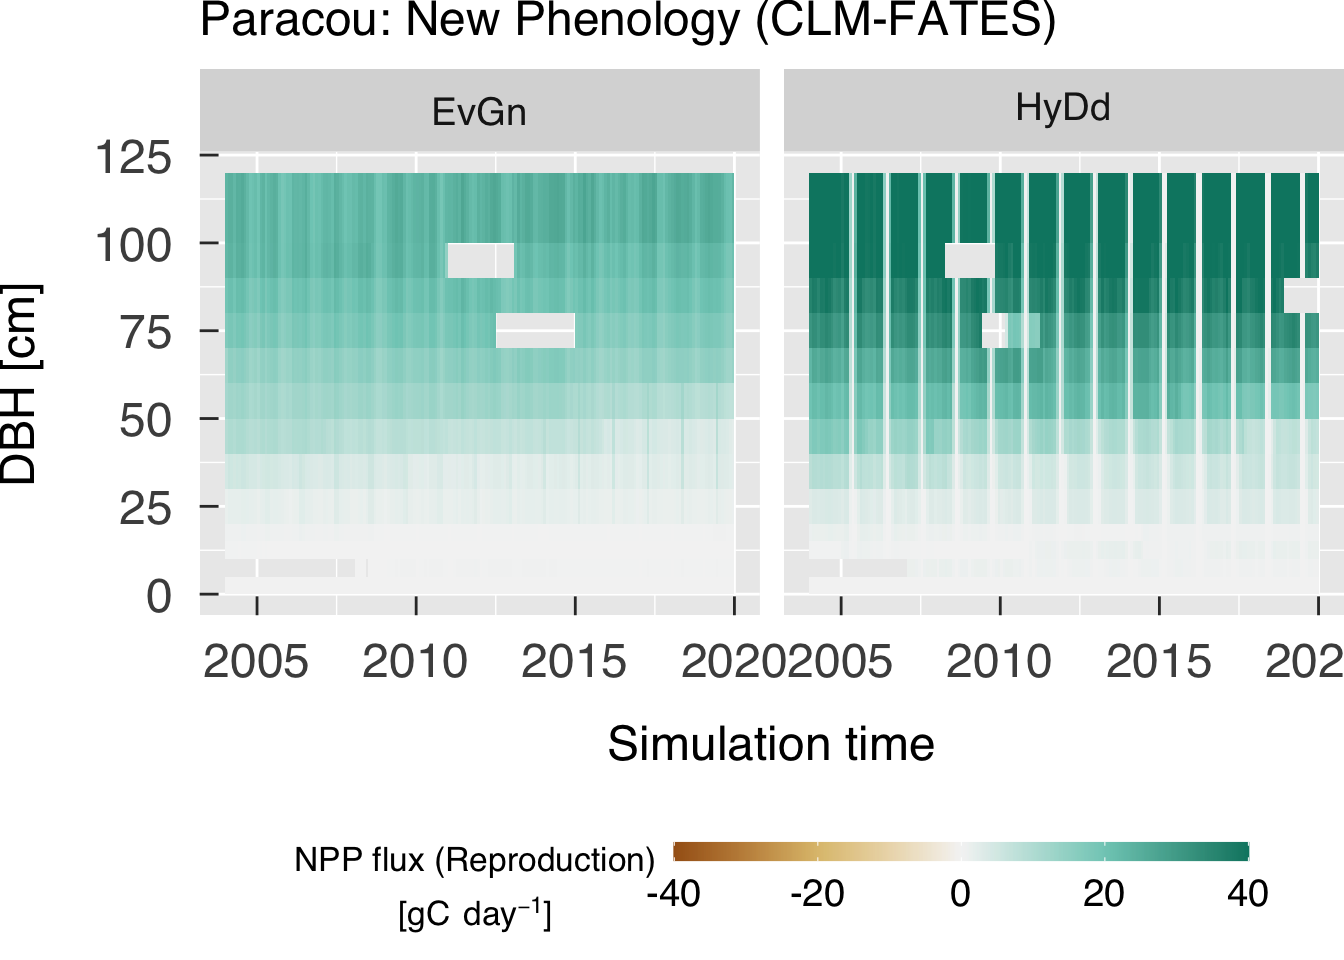 Paracou: New Phenology (CLM-FATES)
EvGn
HyDd
DBH [cm]
125
100
75
50
25
0
2005 2010 2015 2020
2005 2010 2015 202
Simulation time
NPP flux (Reproduction)
[gC day⁻¹]
-40 -20 0 20 40